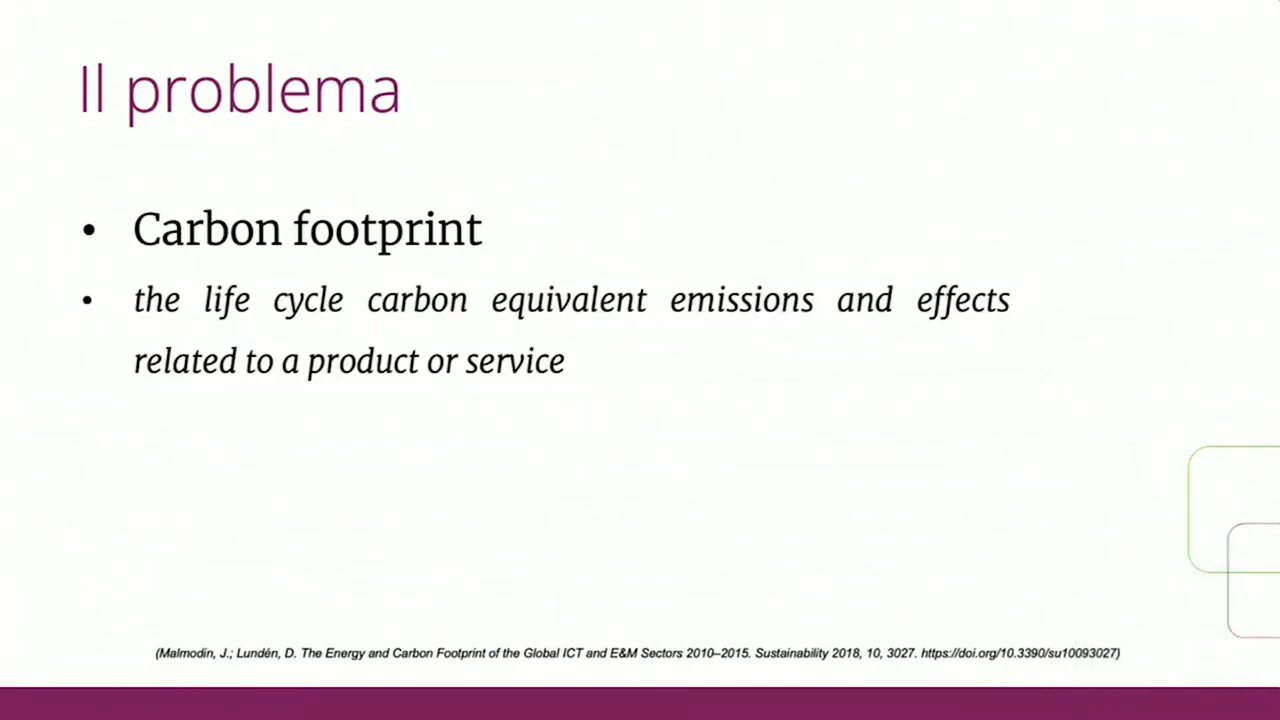 Il problema
• Carbon footprint
• the life cycle carbon equivalent emissions and effects
related to a product or service
(Malmodin, J.; Lundén, D. The Energy and Carbon Footprint of the Global ICT and E&M Sectors 2010–2015. Sustainability 2018, 10, 3027. https://doi.org/10.3390/su10093027)